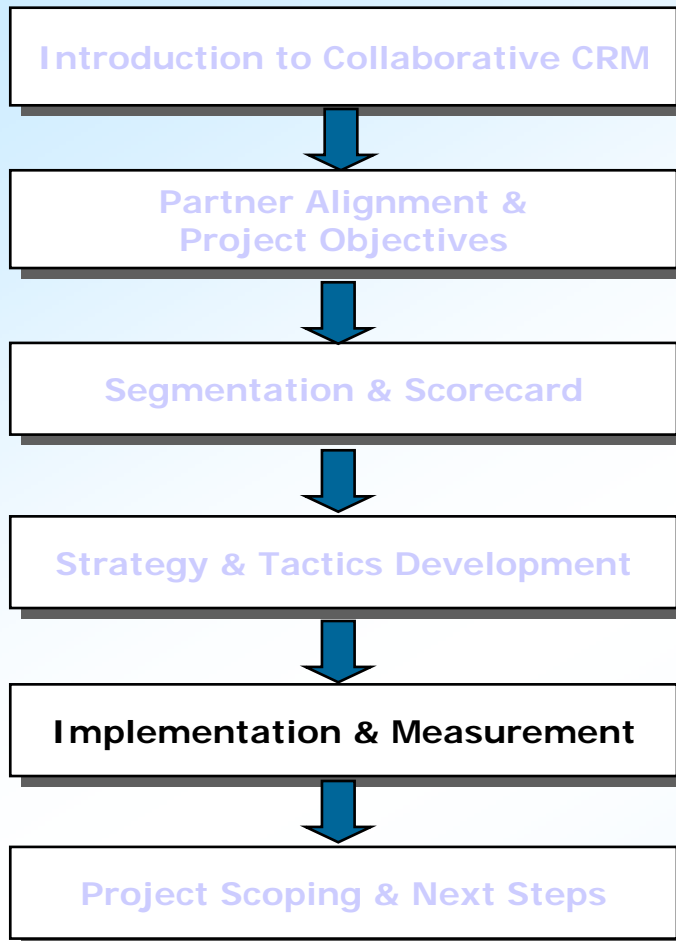 Introduction to Collaborative CRM
Partner Alignment &
Project Objectives
Segmentation & Scorecard
Strategy & Tactics Development
Implementation & Measurement
Project Scoping & Next Steps